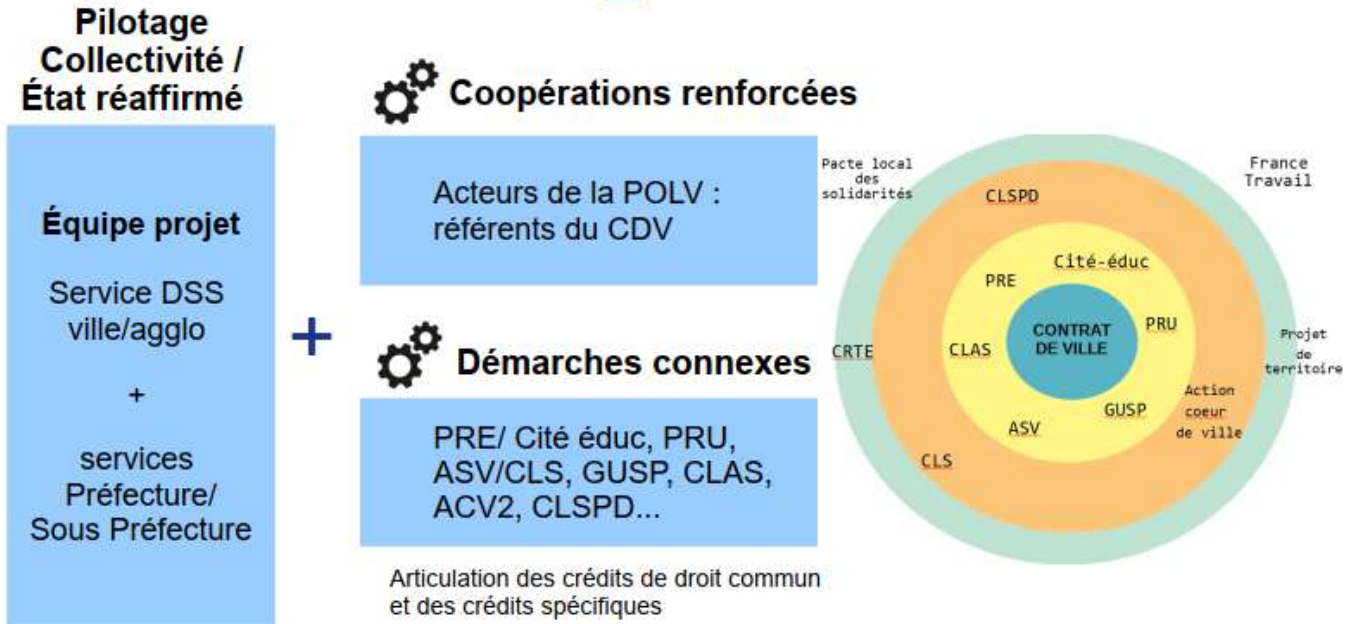 Pilotage
Collectivité /
État réaffirmé
Équipe projet
Service DSS
ville/agglo
+
services
Préfecture/
Sous Préfecture
+
Coopérations renforcées
Acteurs de la POLV :
référents du CDV
Démarches connexes
PRE/ Cité éduc, PRU,
ASV/CLS, GUSP, CLAS,
ACV2, CLSPD...
Articulation des crédits de droit commun
et des crédits spécifiques
Pacte local
des
solidarités
France
Travail
CLSPD
Cité-éduc
PRE
CONTRAT
DE VILLE
PRU
CLAS
CRTE
Projet
de
territoire
Action
coeur
de ville
GUSP
ASV
CLS